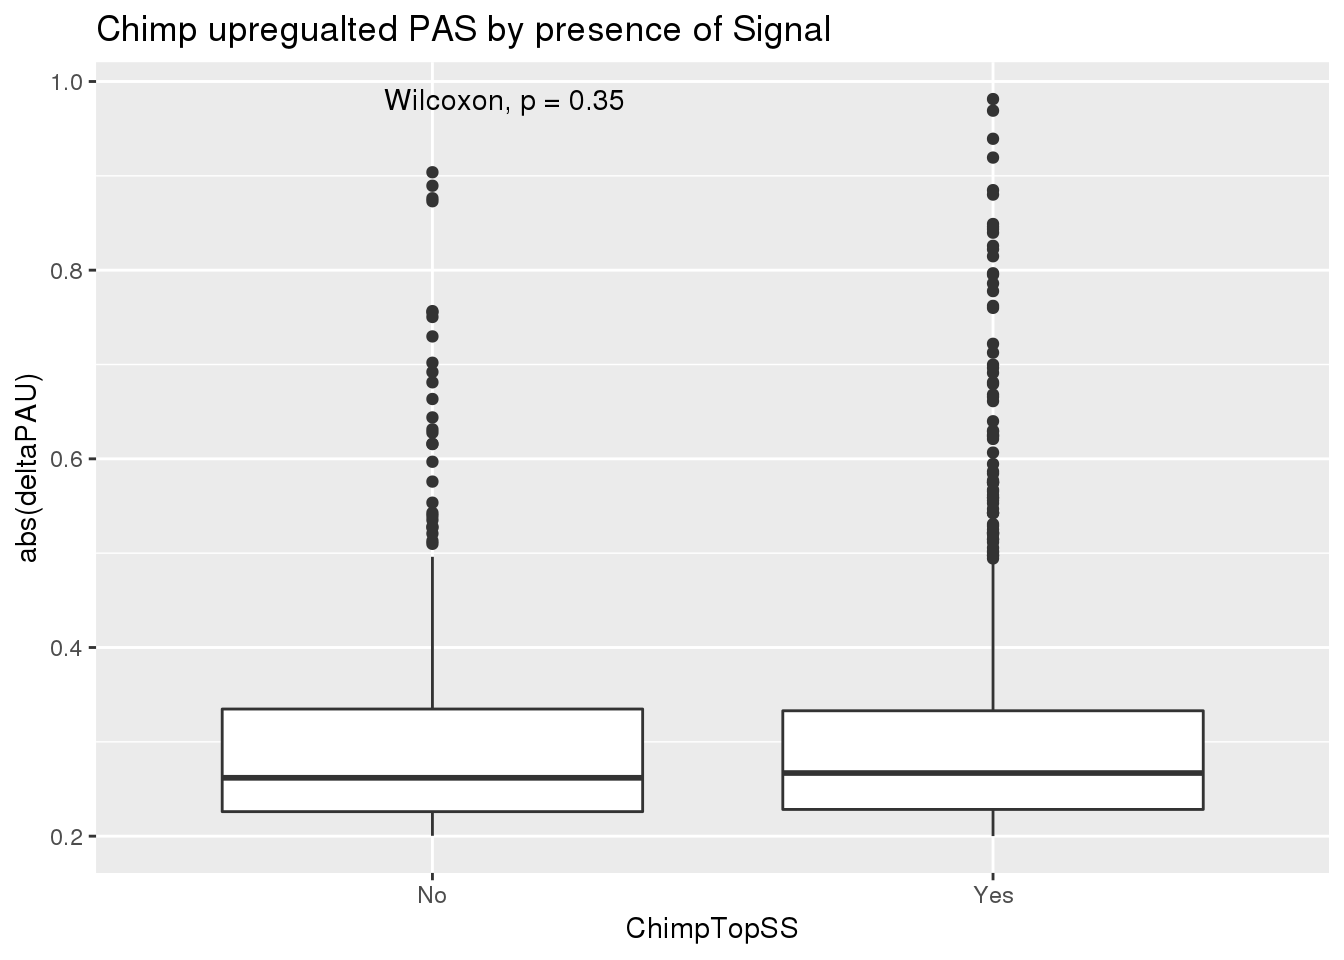 Chimp upregualted PAS by presence of Signal
Wilcoxon, p = 0.35
1.0
0.8
0.6
0.4
0.2
abs(deltaPAU)
No
Yes
ChimpTopSS